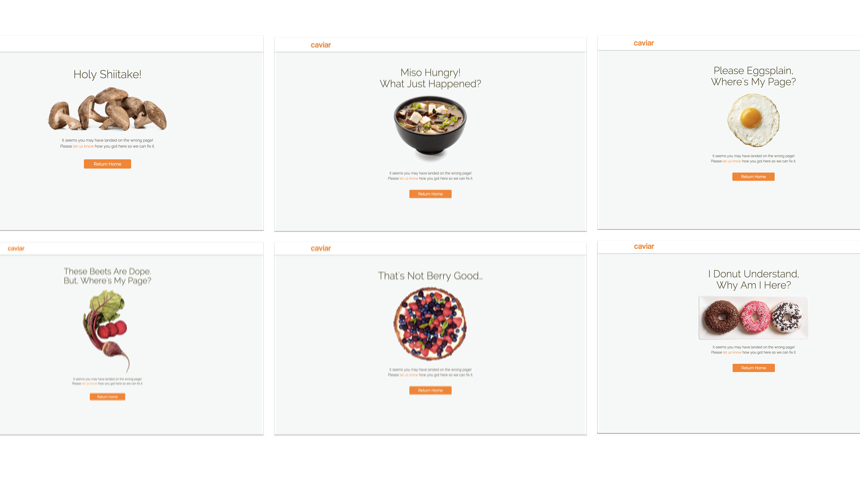 Holy Shiitake!
It seems you may have landed on the wrong page!
Please let us know how you got here so we can fix it.
Return Home
caviar
Miso Hungry!
What Just Happened?
It seems you may have landed on the wrong page!
Please let us know how you got here so we can fix it.
Return Home
caviar
Please Eggsplain,
Where's My Page?
It seems you may have landed on the wrong page!
Please let us know how you got here so we can fix it.
Return Home
caviar
These Beets Are Dope.
But, Where's My Page?
It seems you may have landed on the wrong page!
Please let us know how you got here so we can fix it.
Return Home
caviar
That's Not Berry Good...
It seems you may have landed on the wrong page!
Please let us know how you got here so we can fix it.
Return Home
caviar
I Donut Understand,
Why Am I Here?
It seems you may have landed on the wrong page!
Please let us know how you got here so we can fix it.
Return Home